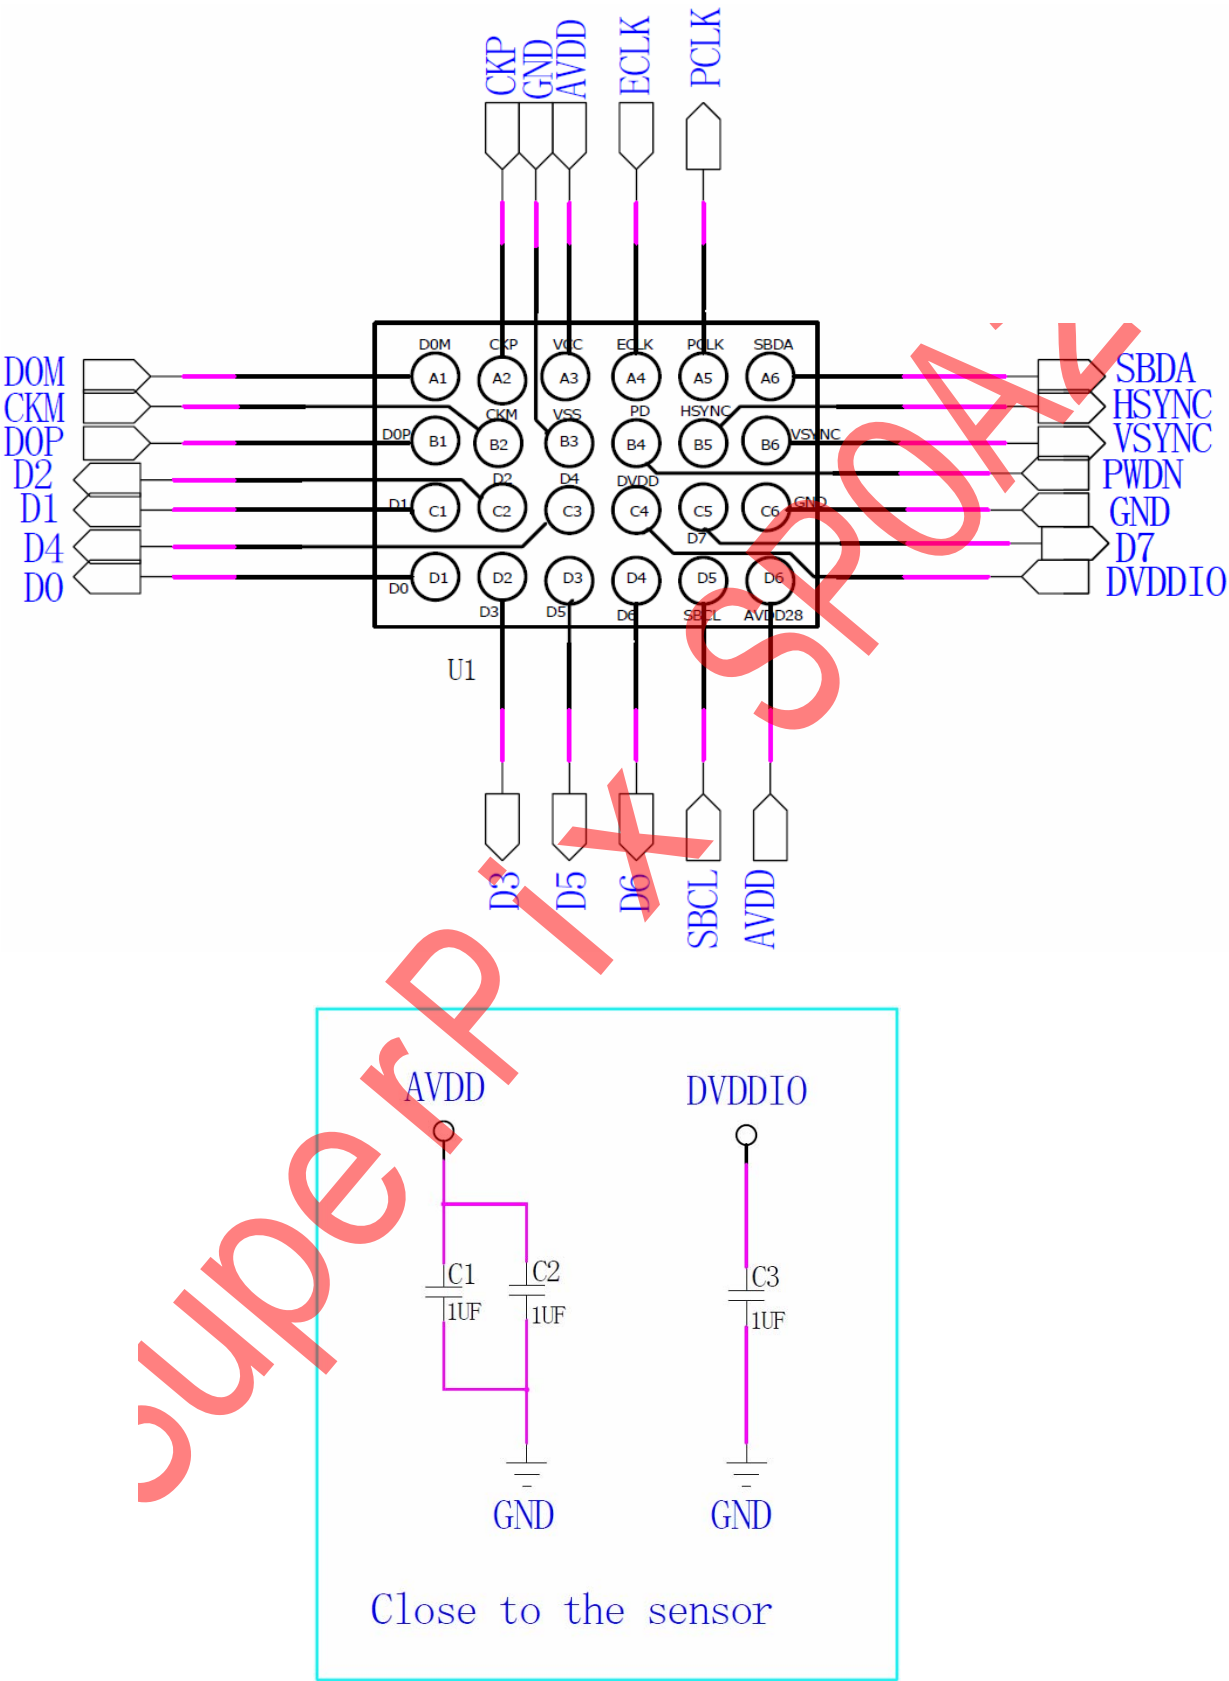 CKP
GND
AVDD
ECLK
PCLK
D0M CKP VCC ECLK PCLK SBDA
DOM A1 A2 A3 A4 A5 A6 SBDA
CKM CKM VSS PD HSYNC HSYNC
DOP D0P B1 B2 B3 B4 B5 B6 VSYNC VSYNC
D2 D2 D4 DVDD PWDN
D1 D1 C1 C2 C3 C4 C5 C6 GND GND
D4 D7 D7
D0 D0 D1 D2 D3 D4 D5 D6 DVDDIO
D3 D5 D6 SBCL AVDD28
U1
D3
D5
D6
SBCL
AVDD
AVDD DVDDIO
C1 C2 C3
1UF 1UF 1UF
GND GND
Close to the sensor
SuperPix SP0A